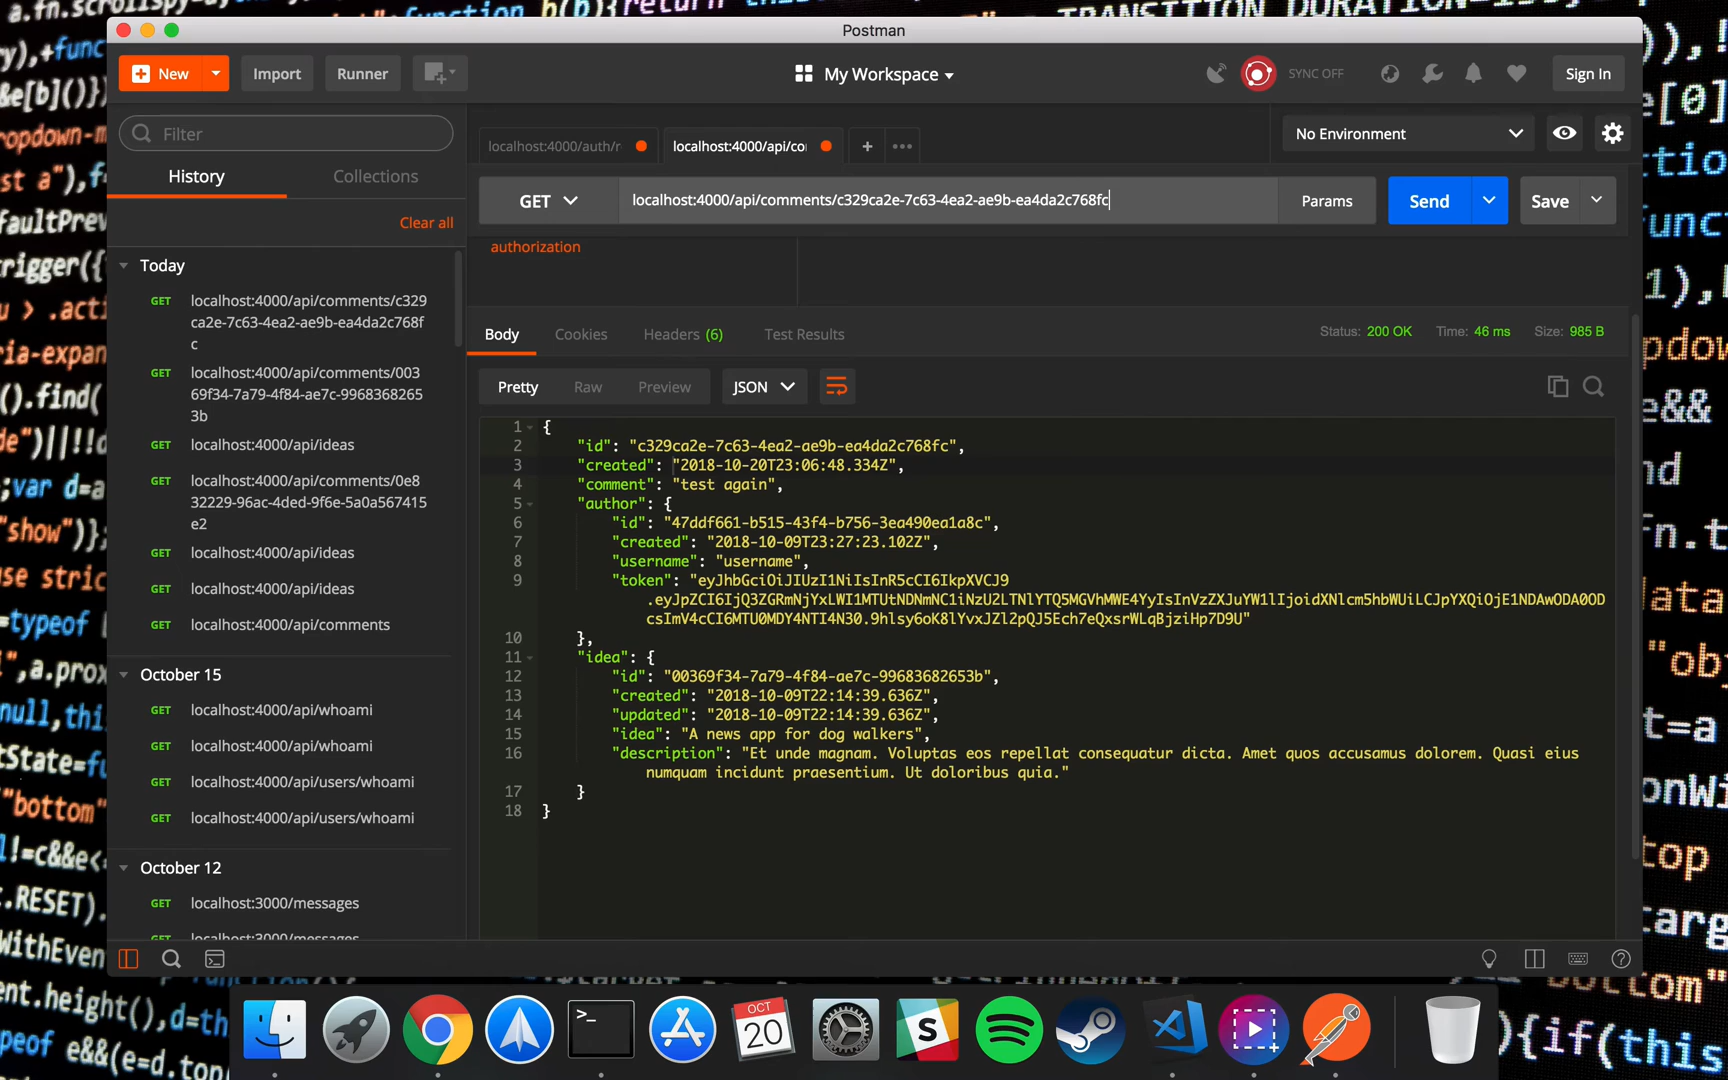 Postman
New
Import
Runner
My Workspace
SYNC OFF
Sign In
Filter
localhost:4000/auth/r
localhost:4000/api/co
No Environment
History
Collections
GET
localhost:4000/api/comments/c329ca2e-7c63-4ea2-ae9b-ea4da2c768fc
Params
Send
Save
Clear all
authorization
Today
GET localhost:4000/api/comments/c329
ca2e-7c63-4ea2-ae9b-ea4da2c768f
c
GET localhost:4000/api/comments/003
69f34-7a79-4f84-ae7c-9968368265
3b
GET localhost:4000/api/ideas
GET localhost:4000/api/comments/0e8
32229-96ac-4ded-9f6e-5a0a567415
e2
GET localhost:4000/api/ideas
GET localhost:4000/api/ideas
GET localhost:4000/api/comments
October 15
GET localhost:4000/api/whoami
GET localhost:4000/api/whoami
GET localhost:4000/api/users/whoami
GET localhost:4000/api/users/whoami
October 12
GET localhost:3000/messages
GET localhost:3000/messages
Body
Cookies
Headers (6)
Test Results
Status: 200 OK
Time: 46 ms
Size: 985 B
Pretty
Raw
Preview
JSON
1 {
2 "id": "c329ca2e-7c63-4ea2-ae9b-ea4da2c768fc",
3 "created": "2018-10-20T23:06:48.334Z",
4 "comment": "test again",
5 "author": {
6 "id": "47ddf661-b515-43f4-b756-3ea490ea1a8c",
7 "created": "2018-10-09T23:27:23.102Z",
8 "username": "username",
9 "token": "eyJhbGciOiJIUzI1NiIsInR5cCI6IkpXVCJ9
.eyJpZCI6IjQ3ZGRmNjYxLWI1MTUtNDNmNC1iNzU2LTNlYTQ5MGVhMWE4YyIsInVzZXJuYW1lIjoidXNlcm5hbWUiLCJpYXQiOjE1NDAwODA0OD
csImV4cCI6MTU0MDY4NTI4N30.9hlsy6oK8lYvxJZl2pQJ5Ech7eQxsrWLqBjziHp7D9U"
10 },
11 "idea": {
12 "id": "00369f34-7a79-4f84-ae7c-99683682653b",
13 "created": "2018-10-09T22:14:39.636Z",
14 "updated": "2018-10-09T22:14:39.636Z",
15 "idea": "A news app for dog walkers",
16 "description": "Et unde magnam. Voluptas eos repellat consequatur dicta. Amet quos accusamus dolorem. Quasi eius
numquam incidunt praesentium. Ut doloribus quia."
17 }
18 }
OCT
20